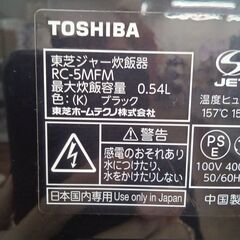 TOSHIBA
東芝ジャー炊飯器
RC-5MFM
最大炊飯容量 0.54L
色：(K) ブラック
東芝ホームテクノ株式会社
JET
温度ヒュ
157℃ 15
警告
感電のおそれあり
水につけたり、
水をかけたりしない
PS
E
100V 40
50/60H
日本国内専用 Use only in Japan
中国製